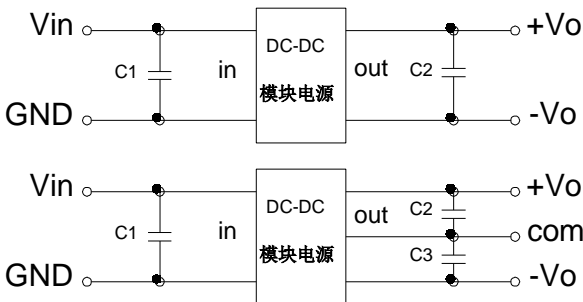 Vin
DC-DC
+Vo
C1
in
out
C2
模块电源
GND
-Vo
Vin
DC-DC
+Vo
out
C2
C1
in
com
模块电源
C3
GND
-Vo